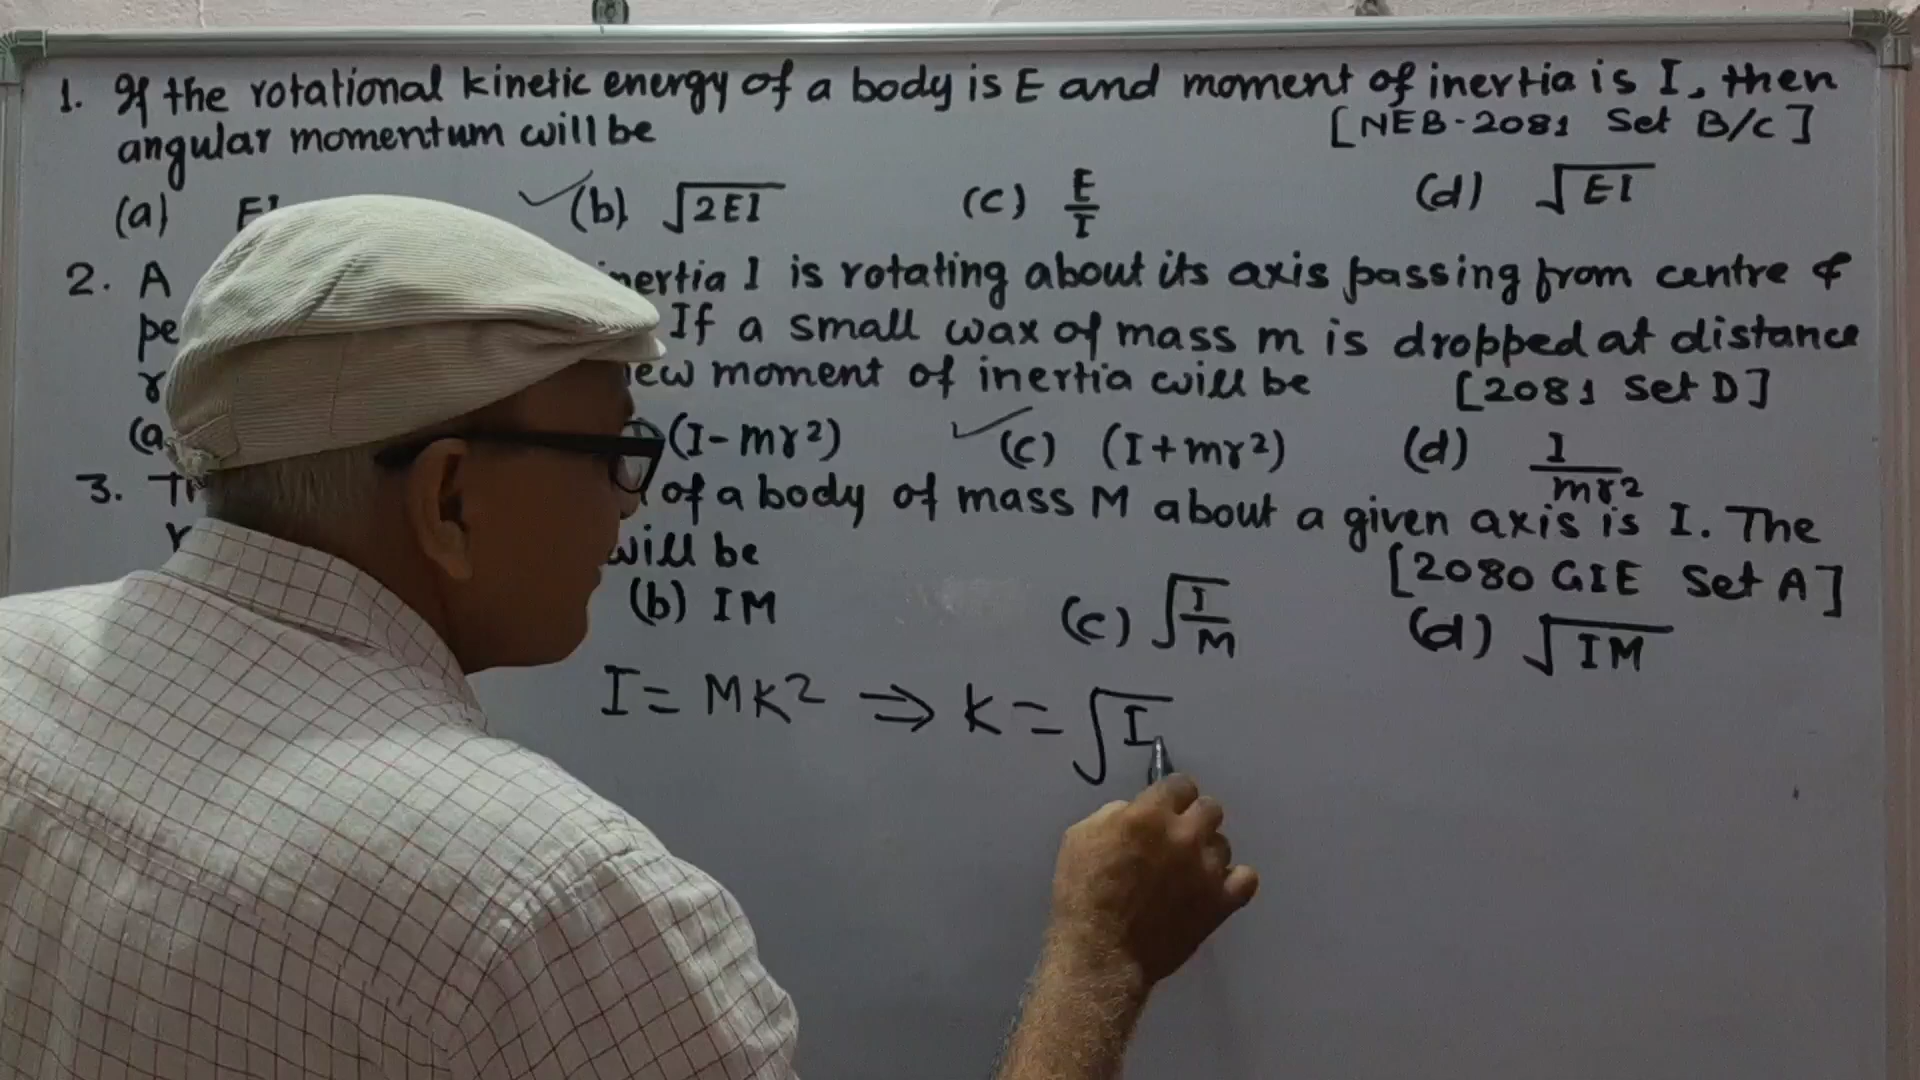 1. If the rotational kinetic energy of a body is E and moment of inertia is I, then
angular momentum will be [NEB-2081 Set B/C]
(a) EI (b) √2EI (c) E/I (d) √EI
2. A inertia I is rotating about its axis passing from centre &
If a small wax of mass m is dropped at distance
r new moment of inertia will be [2081 Set D]
(a (I-mr²) (c) (I+mr²) (d) I/mr²
3. of a body of mass M about a given axis is I. The
will be [2080 GIE Set A]
(b) IM (c) √I/M (d) √IM
I = MK² ⇒ K = √I